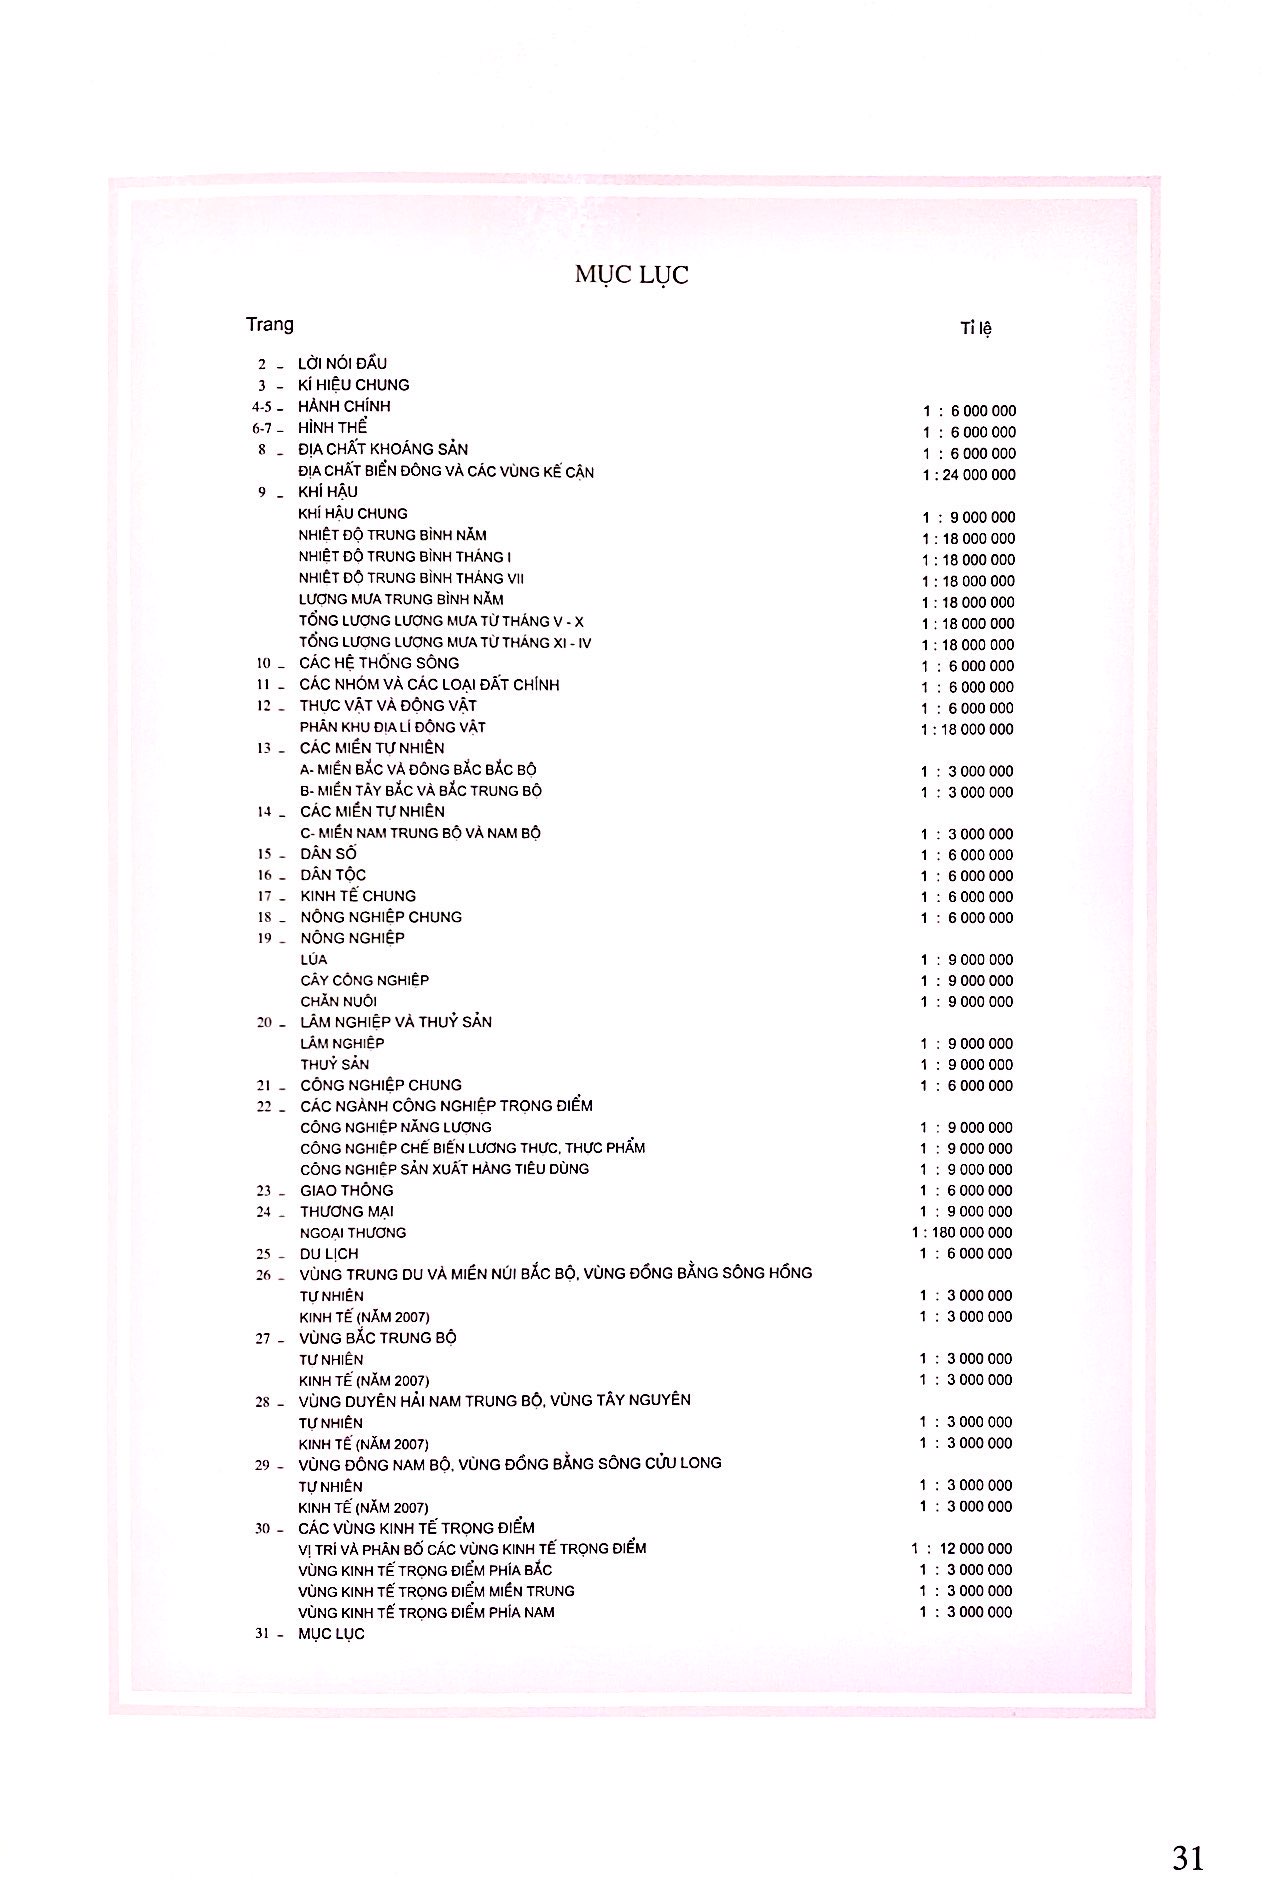 MỤC LỤC
Trang Tỉ lệ
2 - LỜI NÓI ĐẦU
3 - KÍ HIỆU CHUNG
4-5 - HÀNH CHÍNH 1 : 6 000 000
6-7 - HÌNH THỂ 1 : 6 000 000
8 - ĐỊA CHẤT KHOÁNG SẢN 1 : 6 000 000
ĐỊA CHẤT BIỂN ĐÔNG VÀ CÁC VÙNG KẾ CẬN 1 : 24 000 000
9 - KHÍ HẬU
KHÍ HẬU CHUNG 1 : 9 000 000
NHIỆT ĐỘ TRUNG BÌNH NĂM 1 : 18 000 000
NHIỆT ĐỘ TRUNG BÌNH THÁNG I 1 : 18 000 000
NHIỆT ĐỘ TRUNG BÌNH THÁNG VII 1 : 18 000 000
LƯỢNG MƯA TRUNG BÌNH NĂM 1 : 18 000 000
TỔNG LƯỢNG LƯỢNG MƯA TỪ THÁNG V - X 1 : 18 000 000
TỔNG LƯỢNG LƯỢNG MƯA TỪ THÁNG XI - IV 1 : 18 000 000
10 - CÁC HỆ THỐNG SÔNG 1 : 6 000 000
11 - CÁC NHÓM VÀ CÁC LOẠI ĐẤT CHÍNH 1 : 6 000 000
12 - THỰC VẬT VÀ ĐỘNG VẬT 1 : 6 000 000
PHÂN KHU ĐỊA LÍ ĐỘNG VẬT 1 : 18 000 000
13 - CÁC MIỀN TỰ NHIÊN
A- MIỀN BẮC VÀ ĐÔNG BẮC BẮC BỘ 1 : 3 000 000
B- MIỀN TÂY BẮC VÀ BẮC TRUNG BỘ 1 : 3 000 000
14 - CÁC MIỀN TỰ NHIÊN
C- MIỀN NAM TRUNG BỘ VÀ NAM BỘ 1 : 3 000 000
15 - DÂN SỐ 1 : 6 000 000
16 - DÂN TỘC 1 : 6 000 000
17 - KINH TẾ CHUNG 1 : 6 000 000
18 - NÔNG NGHIỆP CHUNG 1 : 6 000 000
19 - NÔNG NGHIỆP
LÚA 1 : 9 000 000
CÂY CÔNG NGHIỆP 1 : 9 000 000
CHĂN NUÔI 1 : 9 000 000
20 - LÂM NGHIỆP VÀ THUỶ SẢN
LÂM NGHIỆP 1 : 9 000 000
THUỶ SẢN 1 : 9 000 000
21 - CÔNG NGHIỆP CHUNG 1 : 6 000 000
22 - CÁC NGÀNH CÔNG NGHIỆP TRỌNG ĐIỂM
CÔNG NGHIỆP NĂNG LƯỢNG 1 : 9 000 000
CÔNG NGHIỆP CHẾ BIẾN LƯƠNG THỰC, THỰC PHẨM 1 : 9 000 000
CÔNG NGHIỆP SẢN XUẤT HÀNG TIÊU DÙNG 1 : 9 000 000
23 - GIAO THÔNG 1 : 6 000 000
24 - THƯƠNG MẠI 1 : 9 000 000
NGOẠI THƯƠNG 1 : 180 000 000
25 - DU LỊCH 1 : 6 000 000
26 - VÙNG TRUNG DU VÀ MIỀN NÚI BẮC BỘ, VÙNG ĐỒNG BẰNG SÔNG HỒNG
TỰ NHIÊN 1 : 3 000 000
KINH TẾ (NĂM 2007) 1 : 3 000 000
27 - VÙNG BẮC TRUNG BỘ
TỰ NHIÊN 1 : 3 000 000
KINH TẾ (NĂM 2007) 1 : 3 000 000
28 - VÙNG DUYÊN HẢI NAM TRUNG BỘ, VÙNG TÂY NGUYÊN
TỰ NHIÊN 1 : 3 000 000
KINH TẾ (NĂM 2007) 1 : 3 000 000
29 - VÙNG ĐÔNG NAM BỘ, VÙNG ĐỒNG BẰNG SÔNG CỬU LONG
TỰ NHIÊN 1 : 3 000 000
KINH TẾ (NĂM 2007) 1 : 3 000 000
30 - CÁC VÙNG KINH TẾ TRỌNG ĐIỂM
VỊ TRÍ VÀ PHÂN BỐ CÁC VÙNG KINH TẾ TRỌNG ĐIỂM 1 : 12 000 000
VÙNG KINH TẾ TRỌNG ĐIỂM PHÍA BẮC 1 : 3 000 000
VÙNG KINH TẾ TRỌNG ĐIỂM MIỀN TRUNG 1 : 3 000 000
VÙNG KINH TẾ TRỌNG ĐIỂM PHÍA NAM 1 : 3 000 000
31 - MỤC LỤC
31